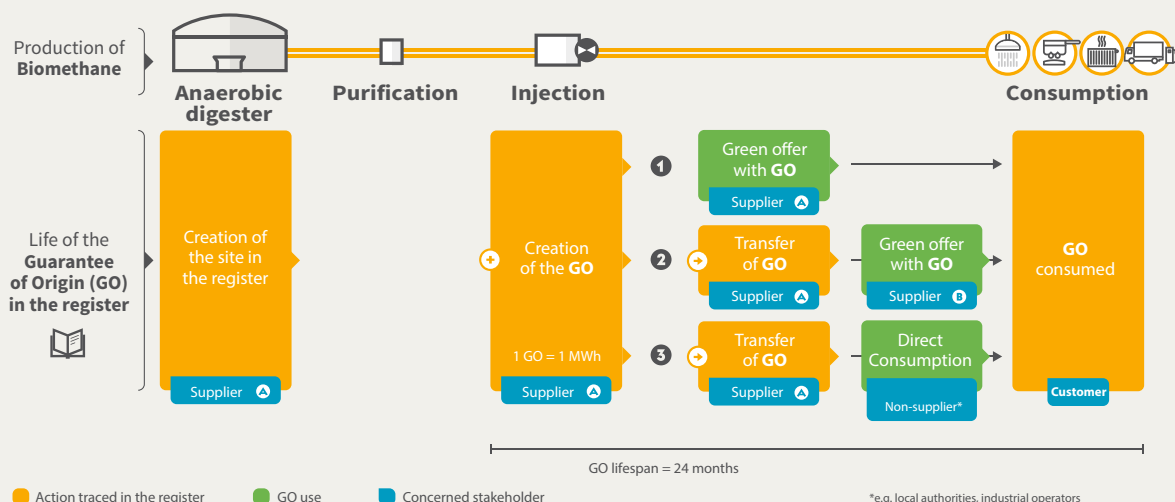 Production of
Biomethane
Anaerobic
digester
Purification
Injection
Consumption
Life of the
Guarantee
of Origin (GO)
in the register
Creation of
the site in
the register
Supplier A
Creation
of the GO
1 GO = 1 MWh
Supplier A
1
Green offer
with GO
Supplier A
2
Transfer
of GO
Supplier A
Green offer
with GO
Supplier B
3
Transfer
of GO
Supplier A
Direct
Consumption
Non-supplier*
GO
consumed
Customer
GO lifespan = 24 months
Action traced in the register
GO use
Concerned stakeholder
*e.g. local authorities, industrial operators